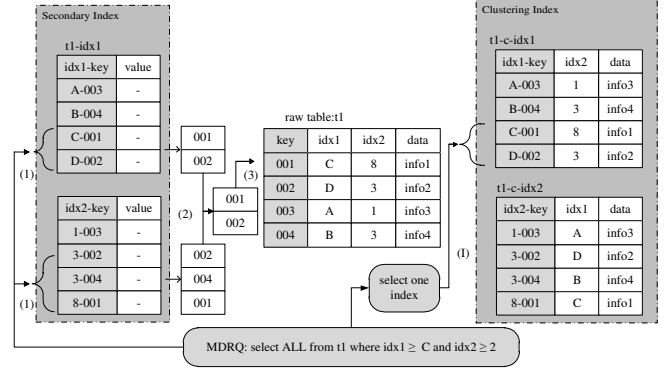 Secondary Index
t1-idx1
idx1-key value
A-003 -
B-004 -
C-001 -
D-002 -
idx2-key value
1-003 -
3-002 -
3-004 -
8-001 -
(1)
(1)
001
002
002
004
001
(2)
001
002
(3)
raw table:t1
key idx1 idx2 data
001 C 8 info1
002 D 3 info2
003 A 1 info3
004 B 3 info4
select one
index
(I)
Clustering Index
t1-c-idx1
idx1-key idx2 data
A-003 1 info3
B-004 3 info4
C-001 8 info1
D-002 3 info2
t1-c-idx2
idx2-key idx1 data
1-003 A info3
3-002 D info2
3-004 B info4
8-001 C info1
MDRQ: select ALL from t1 where idx1 ≥ C and idx2 ≥ 2